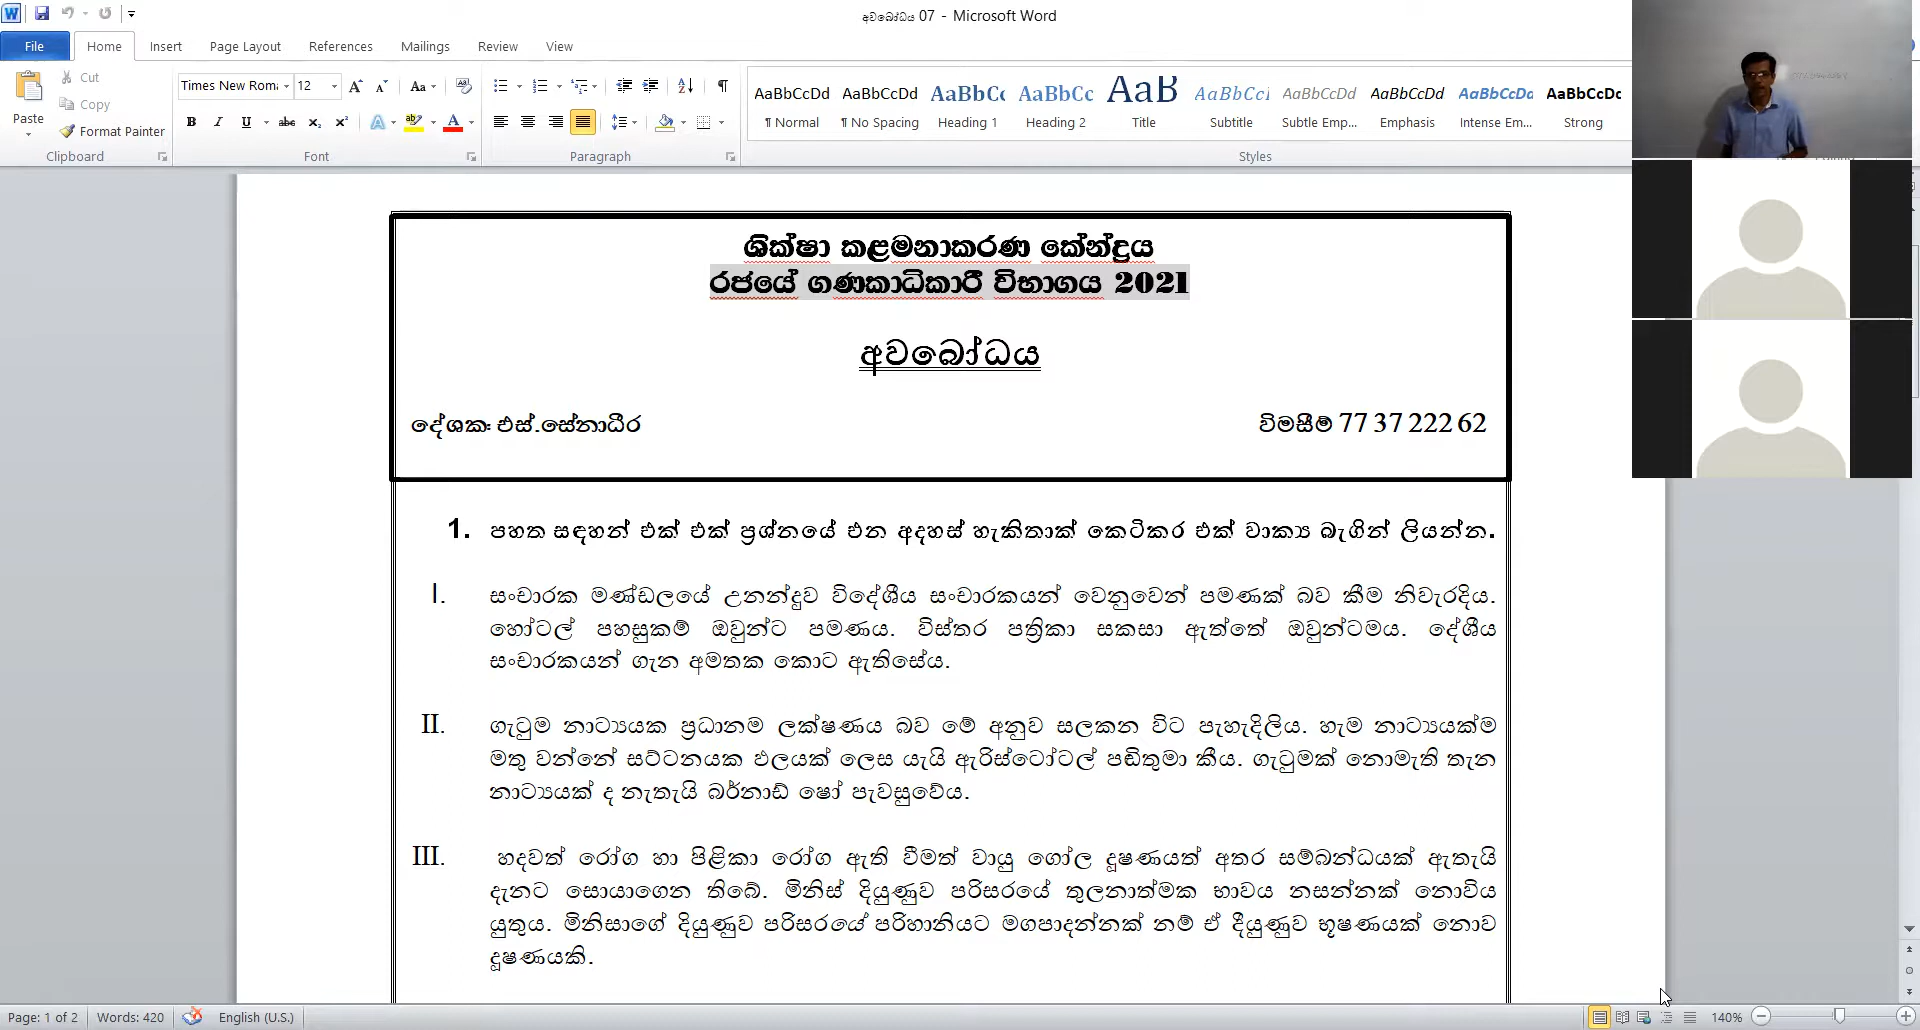 අවබෝධය 07 - Microsoft Word
File Home Insert Page Layout References Mailings Review View
Paste
Cut
Copy
Format Painter
Clipboard
Times New Rom 12
Font
Paragraph
AaBbCcDd AaBbCcDd AaBbCc AaBbCc AaB AaBbCcI AaBbCcDd AaBbCcDd AaBbCcDd AaBbCcDc
¶ Normal ¶ No Spacing Heading 1 Heading 2 Title Subtitle Subtle Emp... Emphasis Intense Em... Strong
Styles
ශික්ෂා කළමනාකරණ කේන්ද්‍රය
රජයේ ගණකාධිකාරී විභාගය 2021
අවබෝධය
දේශක: එස්.සේනාධීර විමසීම් 77 37 222 62
1. පහත සඳහන් එක් එක් ප්‍රශ්නයේ එන අදහස් හැකිතාක් කෙටිකර එක් වාක්‍ය බැගින් ලියන්න.
I. සංචාරක මණ්ඩලයේ උනන්දුව විදේශීය සංචාරකයන් වෙනුවෙන් පමණක් බව කීම නිවැරදිය.
හෝටල් පහසුකම් ඔවුන්ට පමණය. විස්තර පත්‍රිකා සකසා ඇත්තේ ඔවුන්ටමය. දේශීය
සංචාරකයන් ගැන අමතක කොට ඇතිසේය.
II. ගැටුම නාට්‍යයක ප්‍රධානම ලක්ෂණය බව මේ අනුව සලකන විට පැහැදිලිය. හැම නාට්‍යයක්ම
මතු වන්නේ සට්ටනයක ඵලයක් ලෙස යැයි ඇරිස්ටෝටල් පඬිතුමා කීය. ගැටුමක් නොමැති තැන
නාට්‍යයක් ද නැතැයි බර්නාඩ් ෂෝ පැවසුවේය.
III. හදවත් රෝග හා පිළිකා රෝග ඇති වීමත් වායු ගෝල දූෂණයත් අතර සම්බන්ධයක් ඇතැයි
දැනට සොයාගෙන තිබේ. මිනිස් දියුණුව පරිසරයේ තුලනාත්මක භාවය නසන්නක් නොවිය
යුතුය. මිනිසාගේ දියුණුව පරිසරයේ පරිහානියට මගපාදන්නක් නම් ඒ දියුණුව භූෂණයක් නොව
දූෂණයකි.
Page: 1 of 2 Words: 420 English (U.S.) 140%